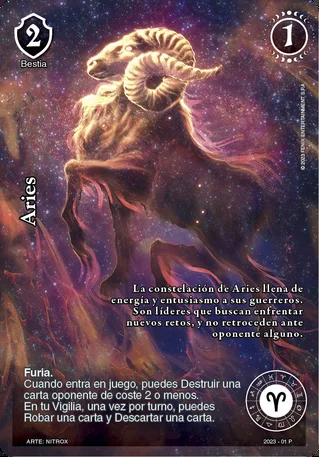 2
1
Bestia
© 2023 FENIX ENTERTAINMENT S.P.A
Aries
La constelación de Aries llena de
energía y entusiasmo a sus guerreros.
Son líderes que buscan enfrentar
nuevos retos, y no retroceden ante
oponente alguno.
Furia.
Cuando entra en juego, puedes Destruir una
carta oponente de coste 2 o menos.
En tu Vigilia, una vez por turno, puedes
Robar una carta y Descartar una carta.
♈
ARTE: NITROX
2023 - 01 P